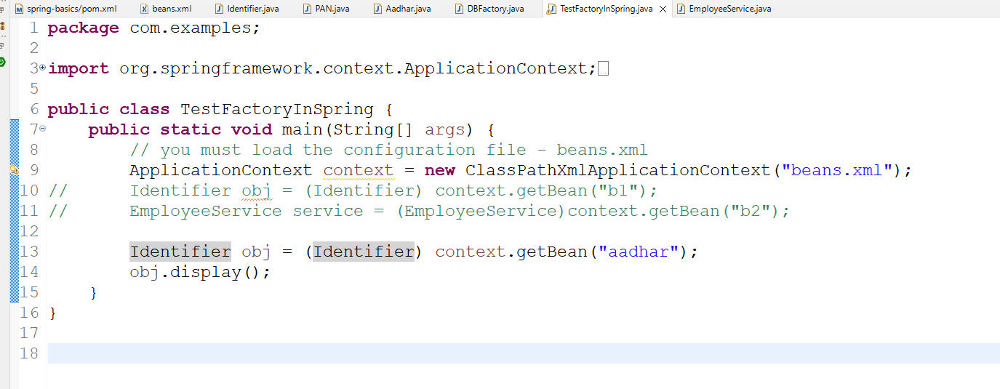 spring-basics/pom.xml beans.xml Identifier.java PAN.java Aadhar.java DBFactory.java TestFactoryInSpring.java EmployeeService.java
1 package com.examples;
2
3 import org.springframework.context.ApplicationContext;
5
6 public class TestFactoryInSpring {
7 public static void main(String[] args) {
8 // you must load the configuration file - beans.xml
9 ApplicationContext context = new ClassPathXmlApplicationContext("beans.xml");
10 // Identifier obj = (Identifier) context.getBean("b1");
11 // EmployeeService service = (EmployeeService)context.getBean("b2");
12
13 Identifier obj = (Identifier) context.getBean("aadhar");
14 obj.display();
15 }
16 }
17
18